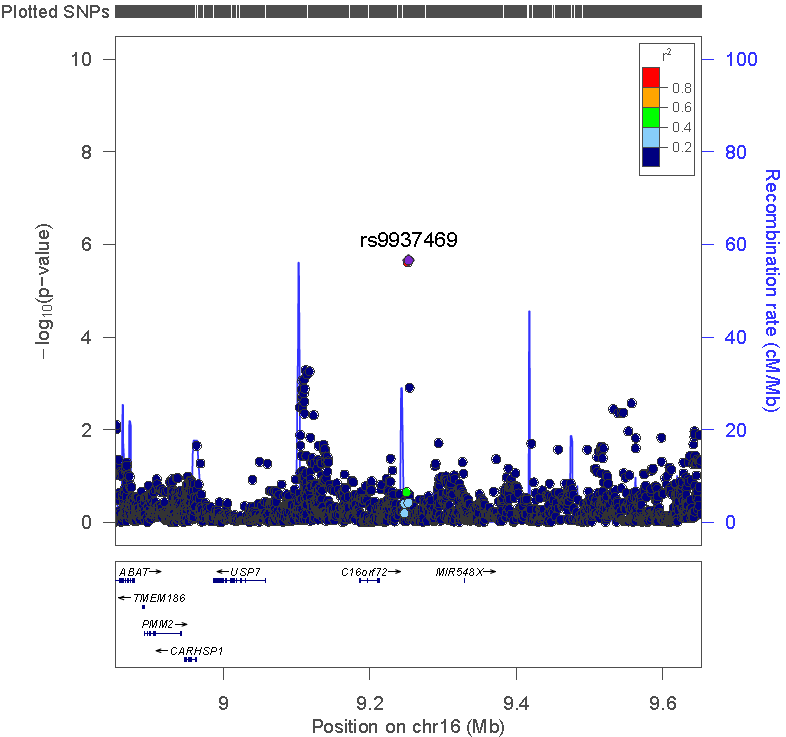 Plotted SNPs
10
8
6
4
2
0
−log10(p−value)
100
80
60
40
20
0
Recombination rate (cM/Mb)
r2
0.8
0.6
0.4
0.2
rs9937469
ABAT→ ←USP7 C16orf72→ MIR548X→
←TMEM186
PMM2→
←CARHSP1
9 9.2 9.4 9.6
Position on chr16 (Mb)